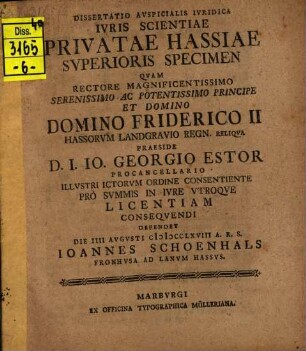 Diss.
3165
-6-
DISSERTATIO AVSPICIALIS IVRIDICA
IVRIS SCIENTIAE
PRIVATAE HASSIAE
SVPERIORIS SPECIMEN
QVAM
RECTORE MAGNIFICENTISSIMO
SERENISSIMO AC POTENTISSIMO PRINCIPE
ET DOMINO
DOMINO FRIDERICO II
HASSORVM LANDGRAVIO REGN. RELIQVA
PRAESIDE
D. I. IO. GEORGIO ESTOR
PROCANCELLARIO
ILLVSTRI ICTORVM ORDINE CONSENTIENTE
PRO SVMMIS IN IVRE VTROQVE
LICENTIAM
CONSEQVENDI
DEFENDET
DIE IIII AVGVSTI CIƆIƆCCLXVIII A. R. S.
IOANNES SCHOENHALS
FRONHVSA AD LANVM HASSVS.
MARBVRGI
EX OFFICINA TYPOGRAPHICA MÜLLERIANA.